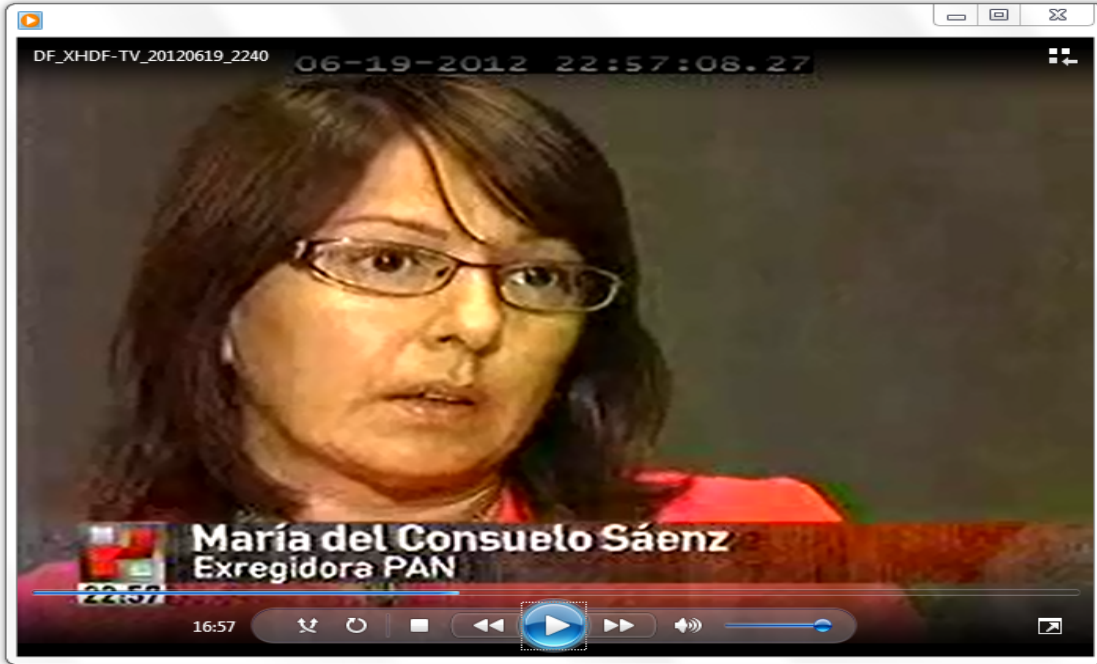 DF_XHDF-TV_20120619_2240
06-19-2012 22:57:08.27
María del Consuelo Sáenz
Exregidora PAN
22:57
16:57